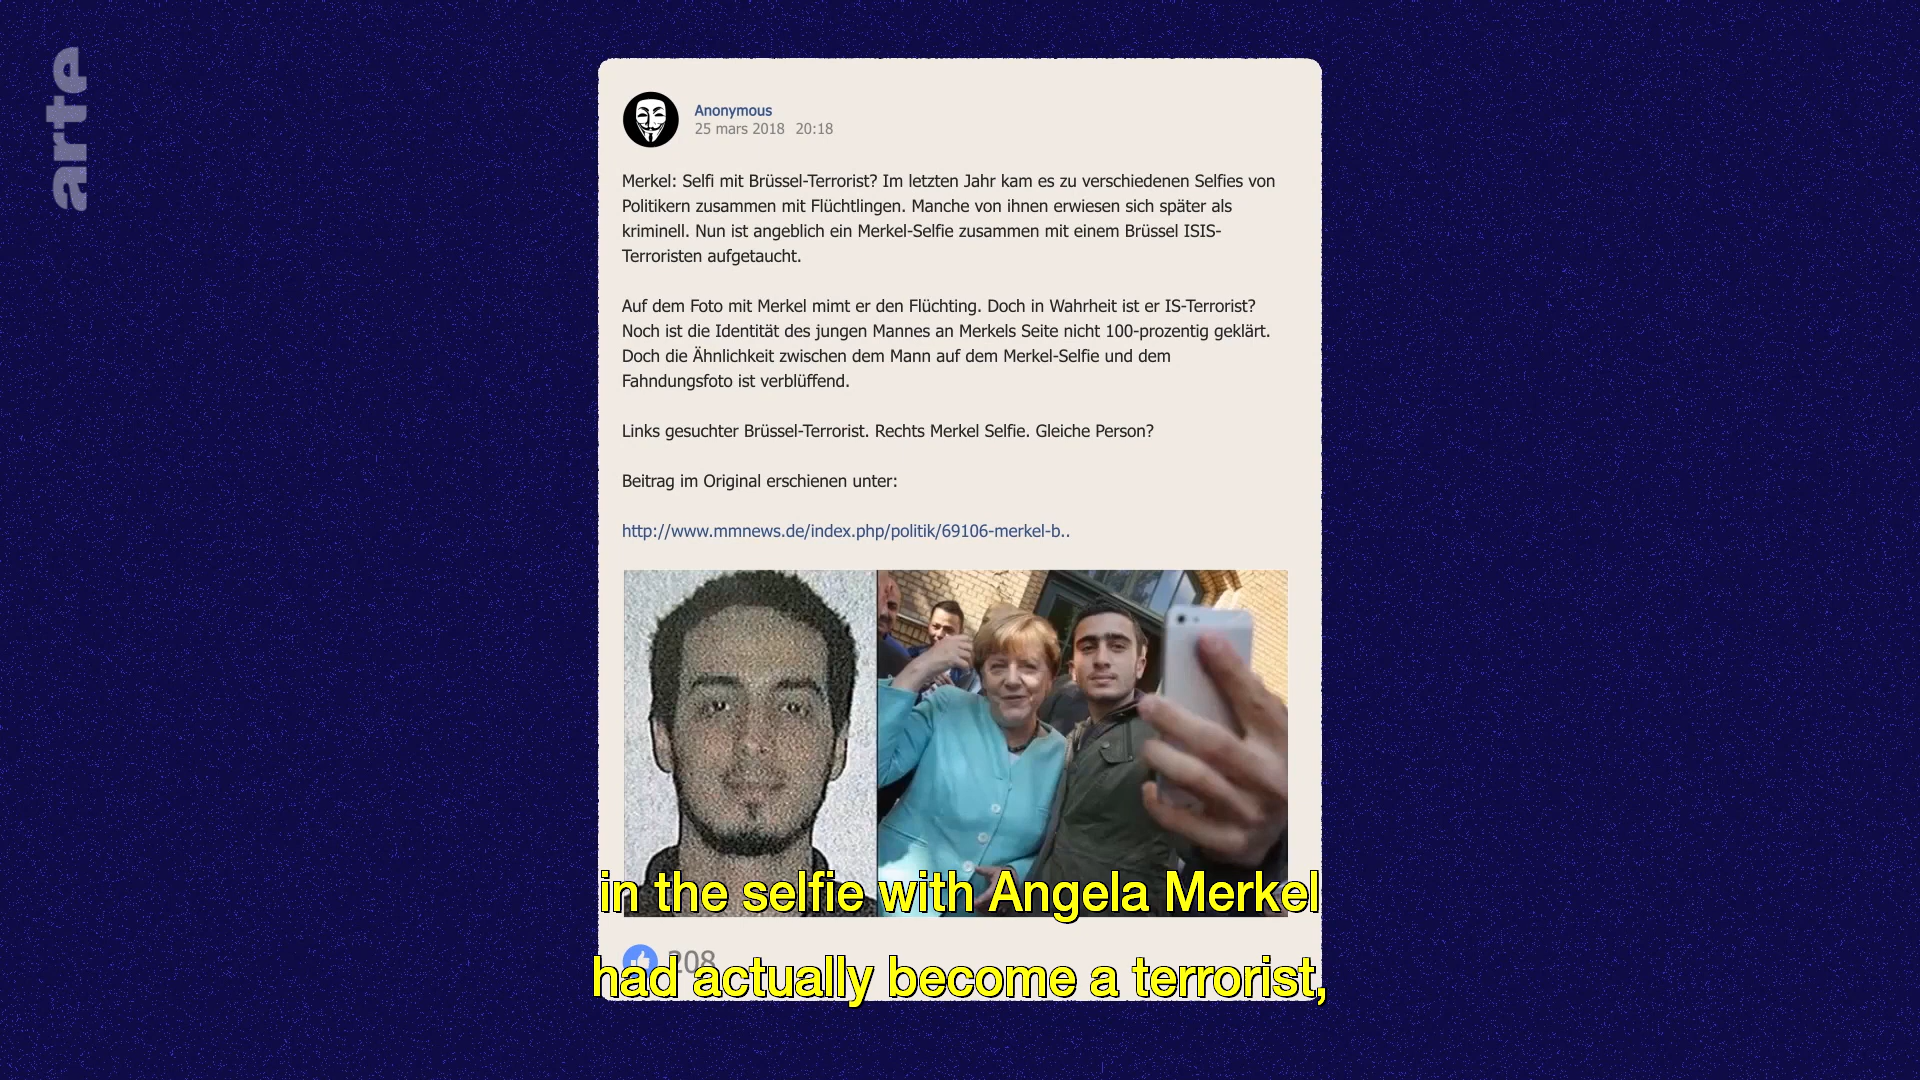 arte
Anonymous
25 mars 2018 20:18
Merkel: Selfi mit Brüssel-Terrorist? Im letzten Jahr kam es zu verschiedenen Selfies von
Politikern zusammen mit Flüchtlingen. Manche von ihnen erwiesen sich später als
kriminell. Nun ist angeblich ein Merkel-Selfie zusammen mit einem Brüssel ISIS-
Terroristen aufgetaucht.
Auf dem Foto mit Merkel mimt er den Flüchting. Doch in Wahrheit ist er IS-Terrorist?
Noch ist die Identität des jungen Mannes an Merkels Seite nicht 100-prozentig geklärt.
Doch die Ähnlichkeit zwischen dem Mann auf dem Merkel-Selfie und dem
Fahndungsfoto ist verblüffend.
Links gesuchter Brüssel-Terrorist. Rechts Merkel Selfie. Gleiche Person?
Beitrag im Original erschienen unter:
http://www.mmnews.de/index.php/politik/69106-merkel-b..
in the selfie with Angela Merkel
208
had actually become a terrorist,